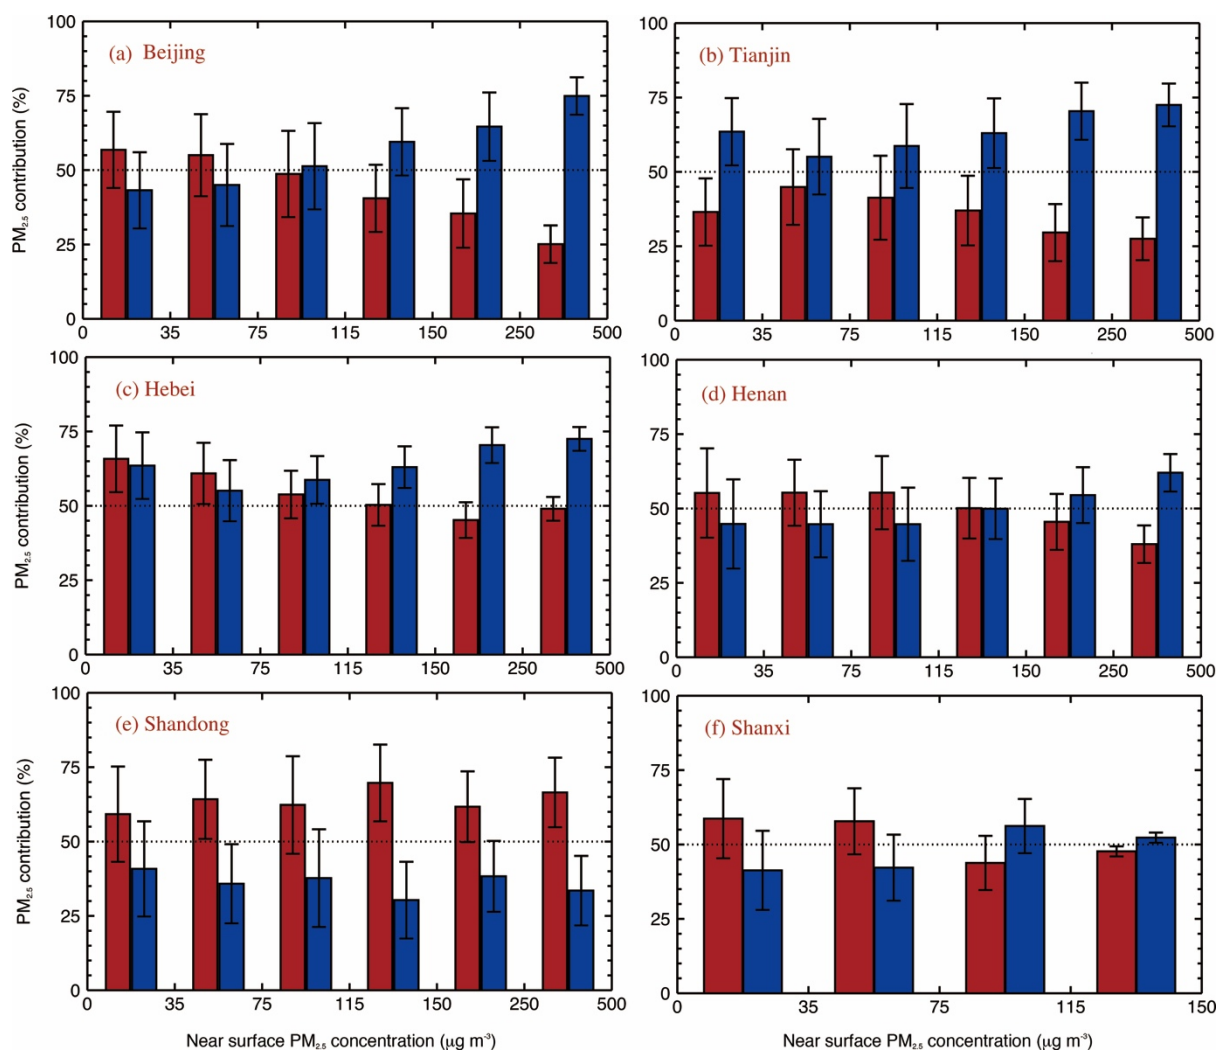 (a) Beijing
PM2.5 contribution (%)
100
75
50
25
0
0 35 75 115 150 250 500
(b) Tianjin
100
75
50
25
0
0 35 75 115 150 250 500
(c) Hebei
PM2.5 contribution (%)
100
75
50
25
0
0 35 75 115 150 250 500
(d) Henan
100
75
50
25
0
0 35 75 115 150 250 500
(e) Shandong
PM2.5 contribution (%)
100
75
50
25
0
0 35 75 115 150 250 500
Near surface PM2.5 concentration (μg m-3)
(f) Shanxi
100
75
50
25
0
0 35 75 115 150
Near surface PM2.5 concentration (μg m-3)